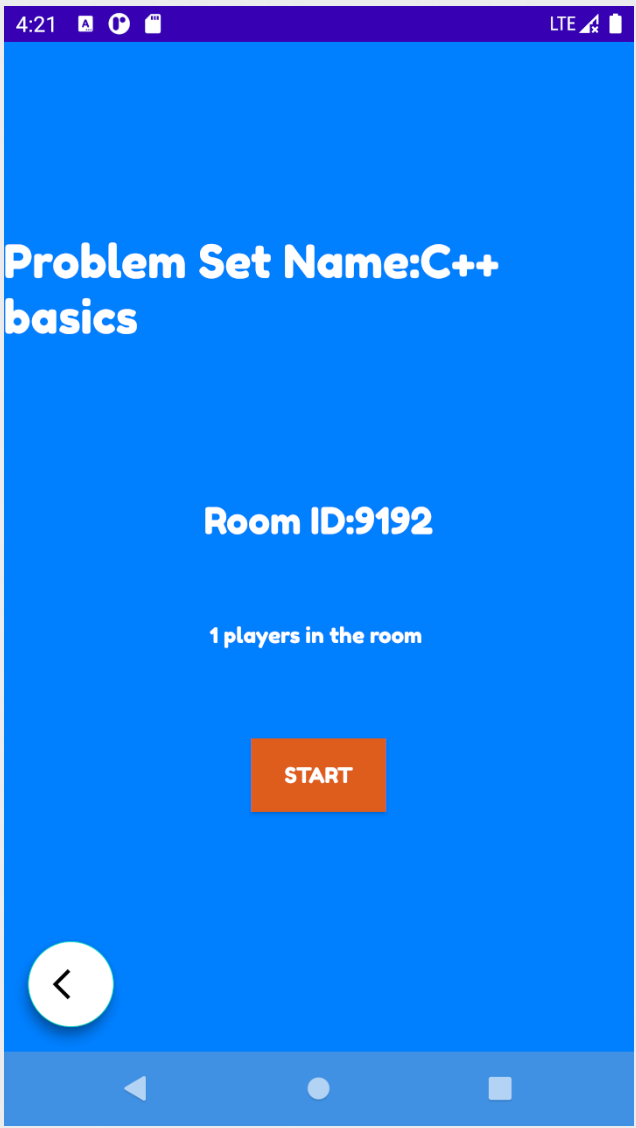 4:21 LTE
Problem Set Name:C++
basics
Room ID:9192
1 players in the room
START